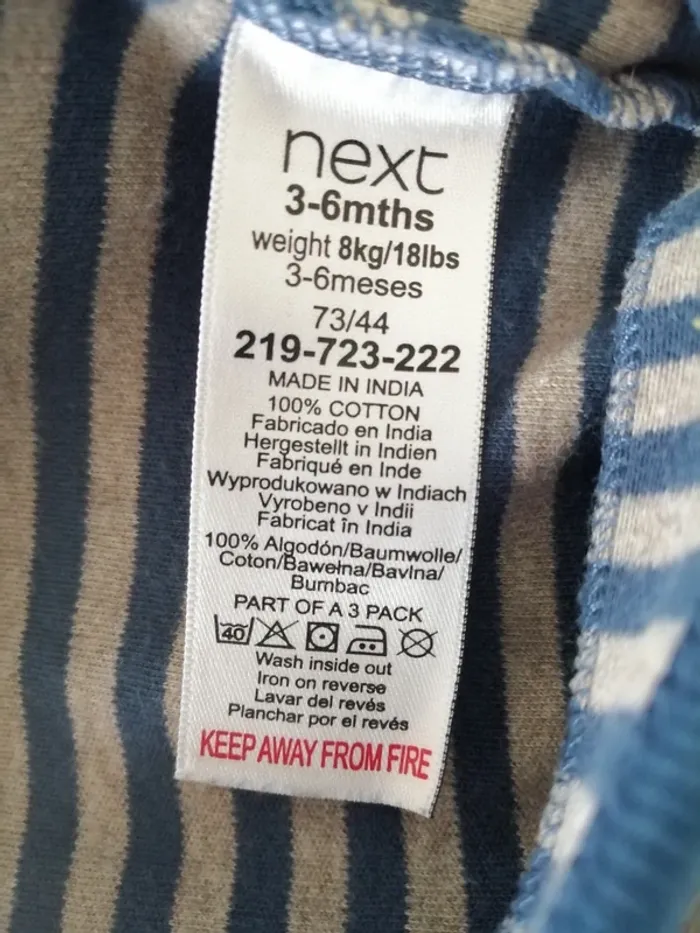 next
3-6mths
weight 8kg/18lbs
3-6meses
73/44
219-723-222
MADE IN INDIA
100% COTTON
Fabricado en India
Hergestellt in Indien
Fabriqué en Inde
Wyprodukowano w Indiach
Vyrobeno v Indii
Fabricat în India
100% Algodón/Baumwolle/
Coton/Bawełna/Bavlna/
Bumbac
PART OF A 3 PACK
40
Wash inside out
Iron on reverse
Lavar del revés
Planchar por el revés
KEEP AWAY FROM FIRE